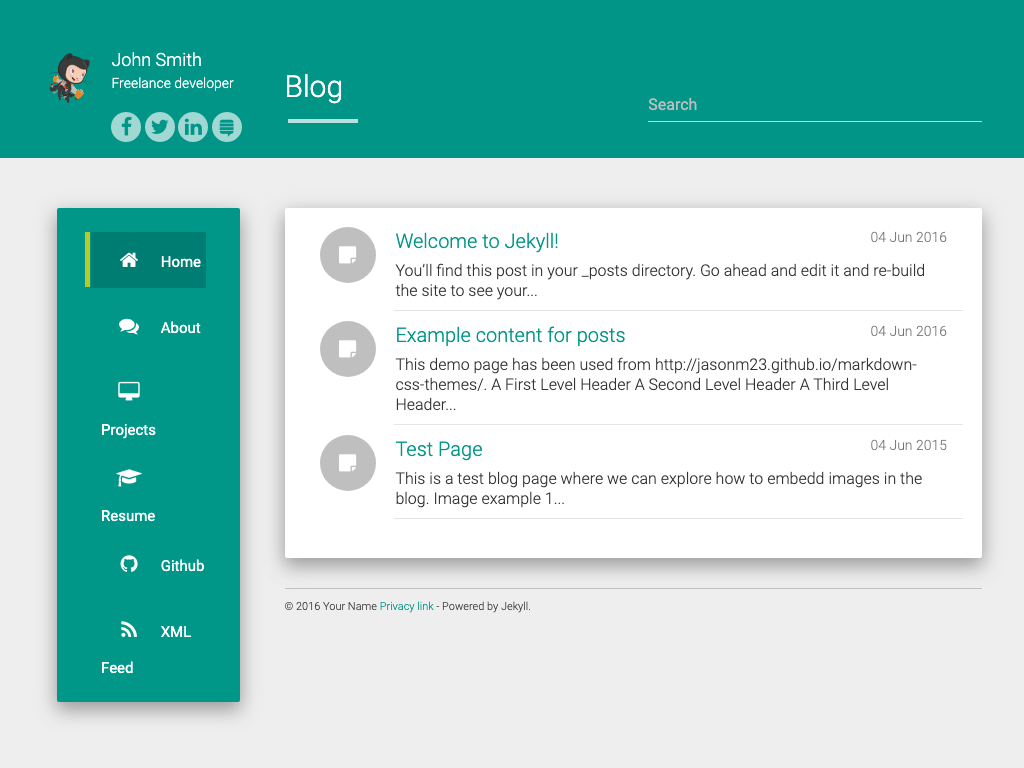 John Smith
Freelance developer
Blog
Search
Home
About
Projects
Resume
Github
XML
Feed
Welcome to Jekyll!
04 Jun 2016
You'll find this post in your _posts directory. Go ahead and edit it and re-build
the site to see your...
Example content for posts
04 Jun 2016
This demo page has been used from http://jasonm23.github.io/markdown-
css-themes/. A First Level Header A Second Level Header A Third Level
Header...
Test Page
04 Jun 2015
This is a test blog page where we can explore how to embedd images in the
blog. Image example 1...
© 2016 Your Name Privacy link - Powered by Jekyll.